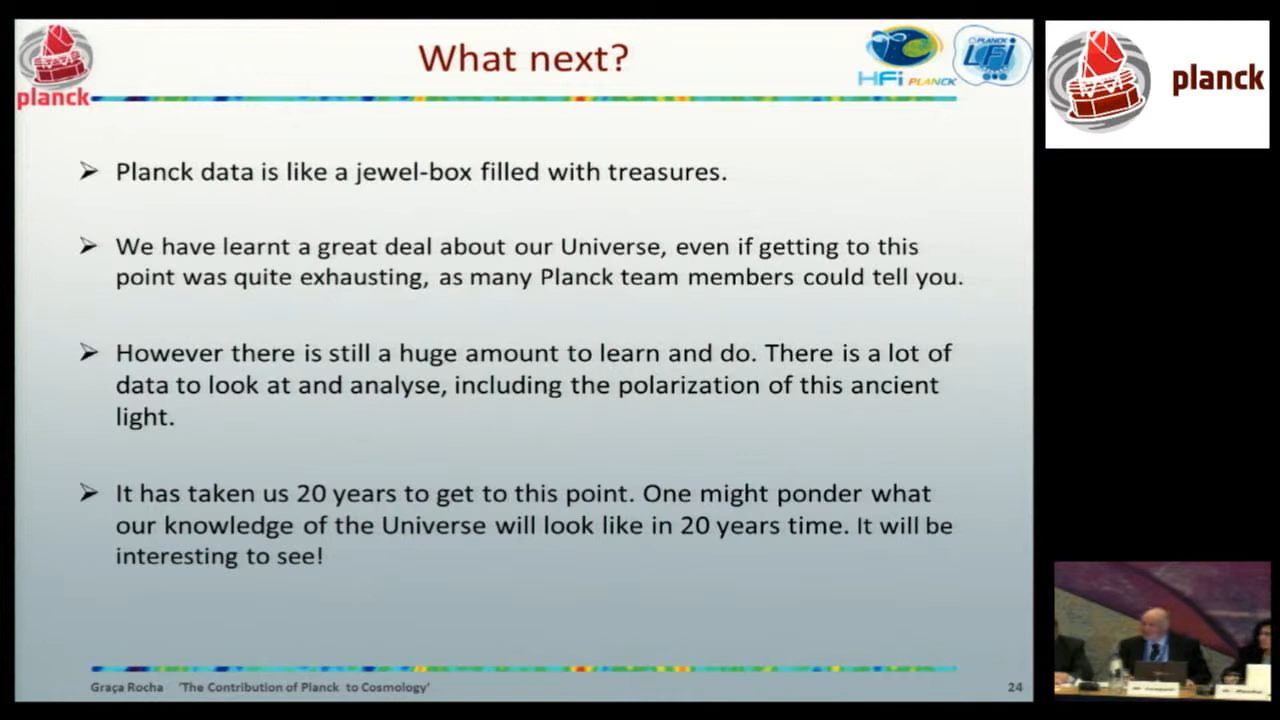 What next?
planck
HFi PLANCK
PLANCK
LFI
planck
Planck data is like a jewel-box filled with treasures.
We have learnt a great deal about our Universe, even if getting to this
point was quite exhausting, as many Planck team members could tell you.
However there is still a huge amount to learn and do. There is a lot of
data to look at and analyse, including the polarization of this ancient
light.
It has taken us 20 years to get to this point. One might ponder what
our knowledge of the Universe will look like in 20 years time. It will be
interesting to see!
Graça Rocha 'The Contribution of Planck to Cosmology'
24